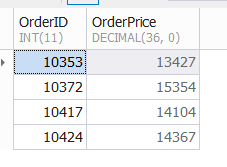 OrderID OrderPrice
INT(11) DECIMAL(36, 0)
10353 13427
10372 15354
10417 14104
10424 14367